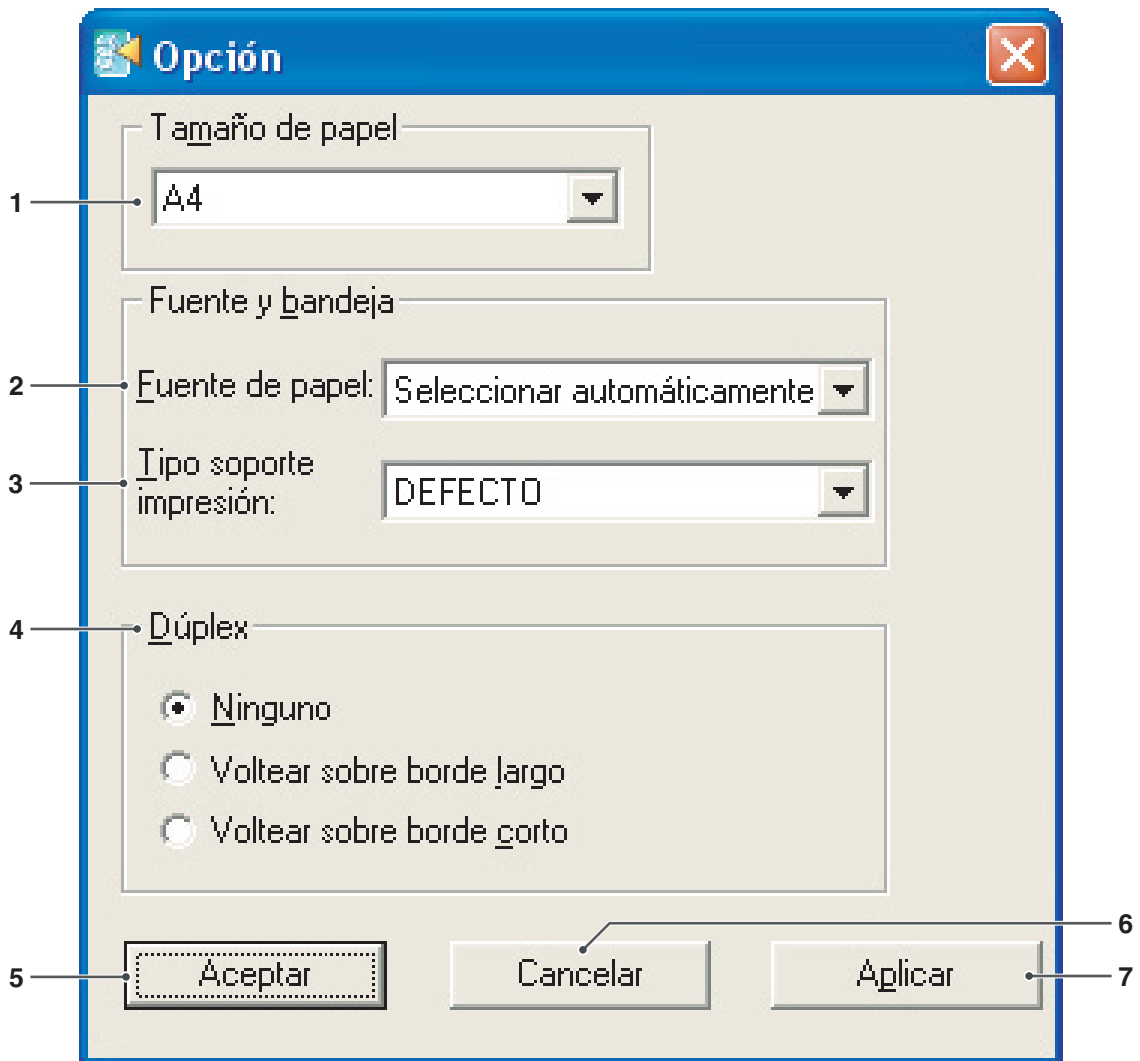 Opción
Tamaño de papel
1
A4
Fuente y bandeja
2
Fuente de papel:
Seleccionar automáticamente
3
Tipo soporte
impresión:
DEFECTO
4
Dúplex
Ninguno
Voltear sobre borde largo
Voltear sobre borde corto
6
5
Aceptar
Cancelar
Aplicar
7